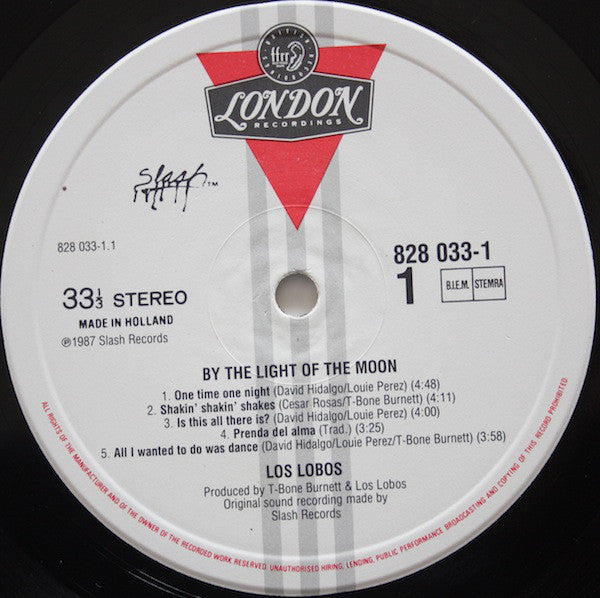 ffrr
LONDON
RECORDINGS
Slash ™
828 033-1.1
828 033-1
1
B.I.E.M. STEMRA
33⅓ STEREO
MADE IN HOLLAND
℗1987 Slash Records
BY THE LIGHT OF THE MOON
1. One time one night (David Hidalgo/Louie Perez) (4:48)
2. Shakin' shakin' shakes (Cesar Rosas/T-Bone Burnett) (4:11)
3. Is this all there is? (David Hidalgo/Louie Perez) (4:00)
4. Prenda del alma (Trad.) (3:25)
5. All I wanted to do was dance (David Hidalgo/Louie Perez/T-Bone Burnett) (3:58)
LOS LOBOS
Produced by T-Bone Burnett & Los Lobos
Original sound recording made by
Slash Records
ALL RIGHTS OF THE MANUFACTURER AND OF THE OWNER OF THE RECORDED WORK RESERVED. UNAUTHORISED HIRING, LENDING, PUBLIC PERFORMANCE BROADCASTING AND COPYING OF THIS RECORD PROHIBITED